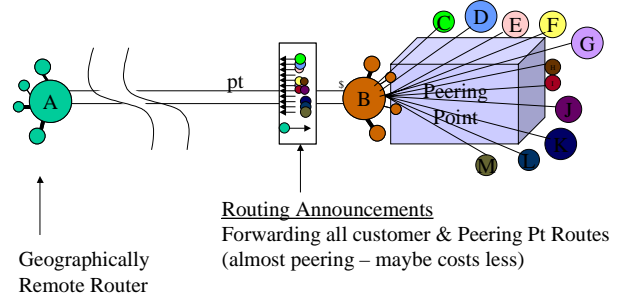 C
D
E
F
G
A
pt
$
B
Peering
Point
J
K
L
M
Routing Announcements
Forwarding all customer & Peering Pt Routes
(almost peering – maybe costs less)
Geographically
Remote Router